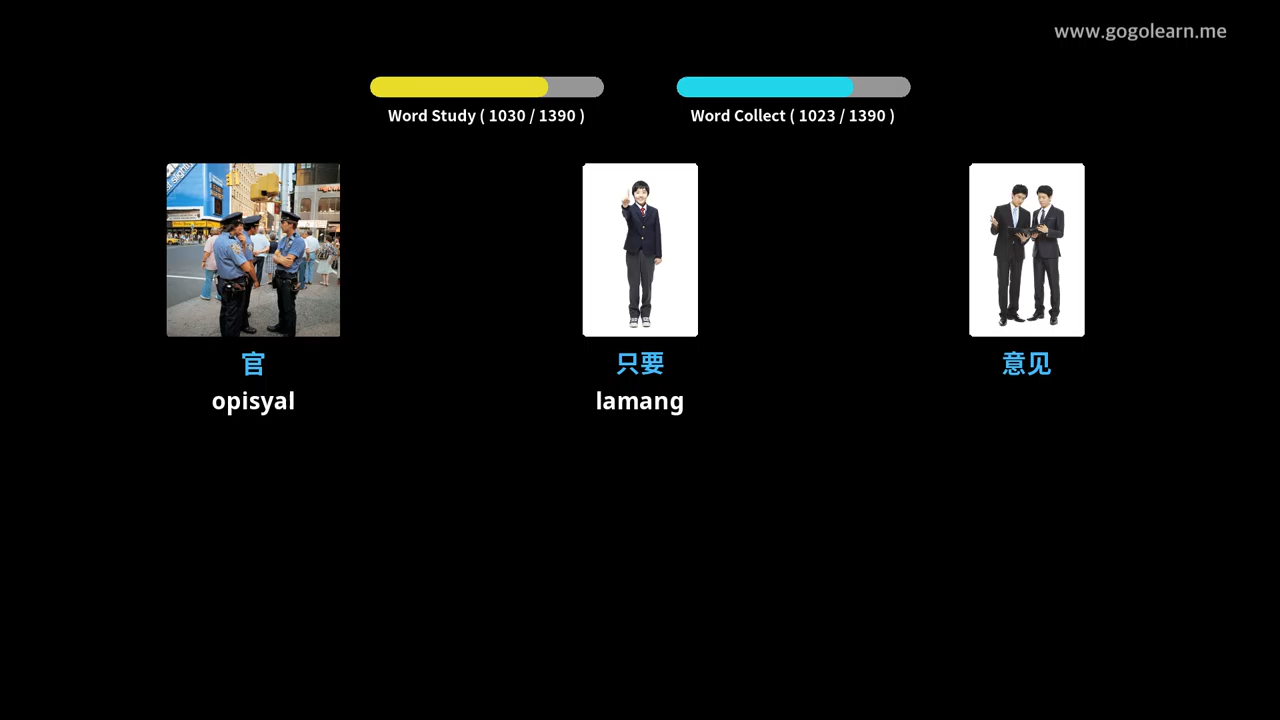 www.gogolearn.me
Word Study ( 1030 / 1390 )
Word Collect ( 1023 / 1390 )
官
只要
意见
opisyal
lamang